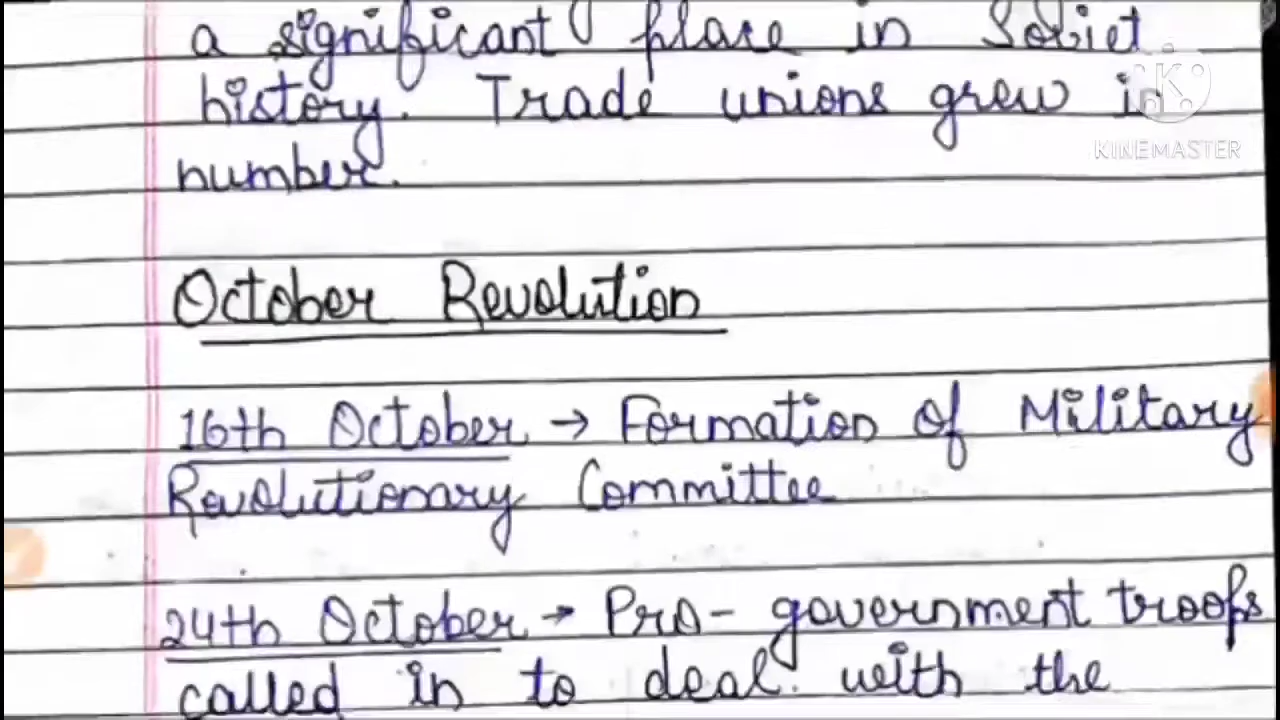 a significant place in Soviet
history. Trade unions grew in
number.
KINEMASTER
October Revolution
16th October → Formation of Military
Revolutionary Committee
24th October → Pro-government troops
called in to deal with the